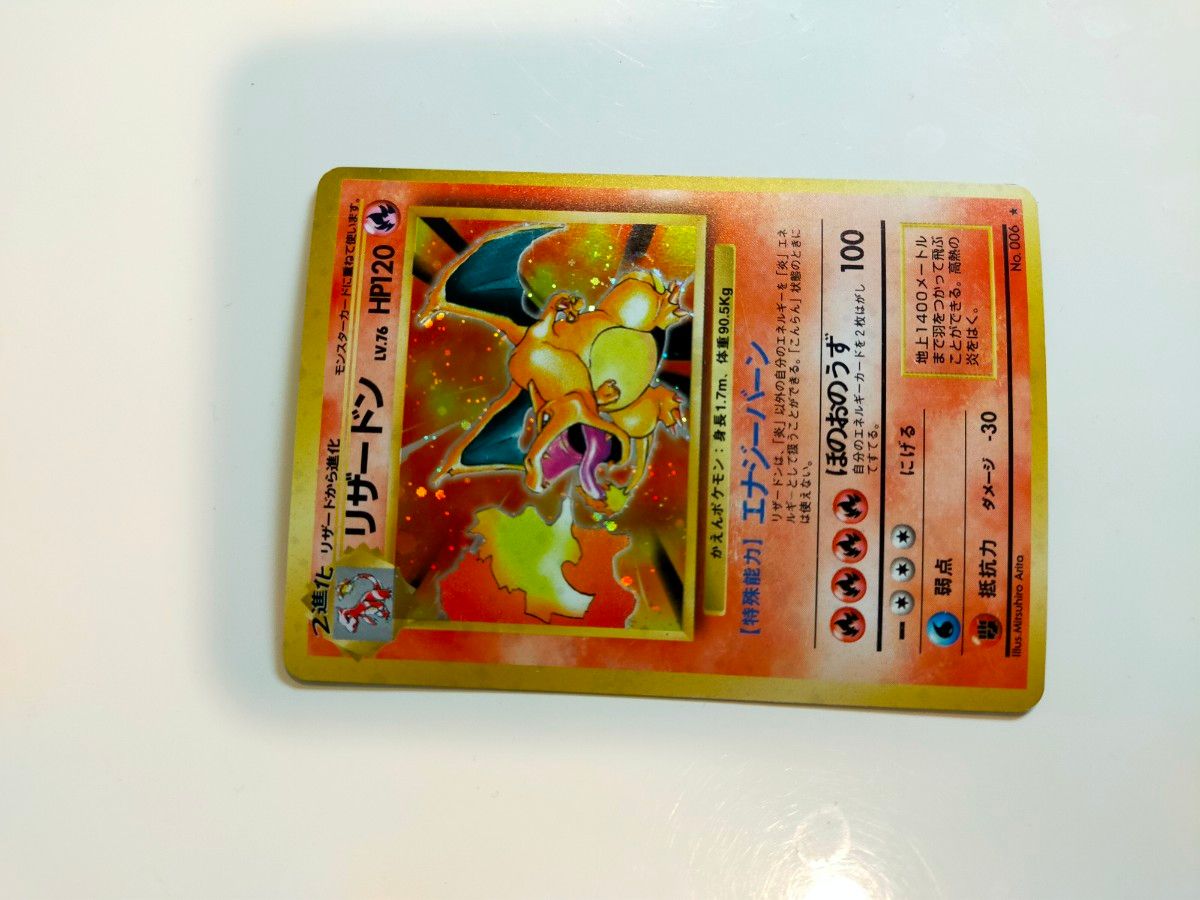 2進化 リザードから進化 モンスターカードに重ねて使います。
リザードン LV.76 HP120
かえんポケモン：身長1.7m、体重90.5Kg
【特殊能力】エナジーバーン
リザードンは、「炎」以外の自分のエネルギーを「炎」エネ
ルギーとして扱うことができる。「こんらん」状態のときに
は使えない。
ほのおのうず 100
自分のエネルギーカードを2枚はがし
てすてる。
にげる
弱点
抵抗力 ダメージ -30
地上1400メートル
まで羽をつかって飛ぶ
ことができる。高熱の
炎をはく。
Illus. Mitsuhiro Arita No. 006 ★